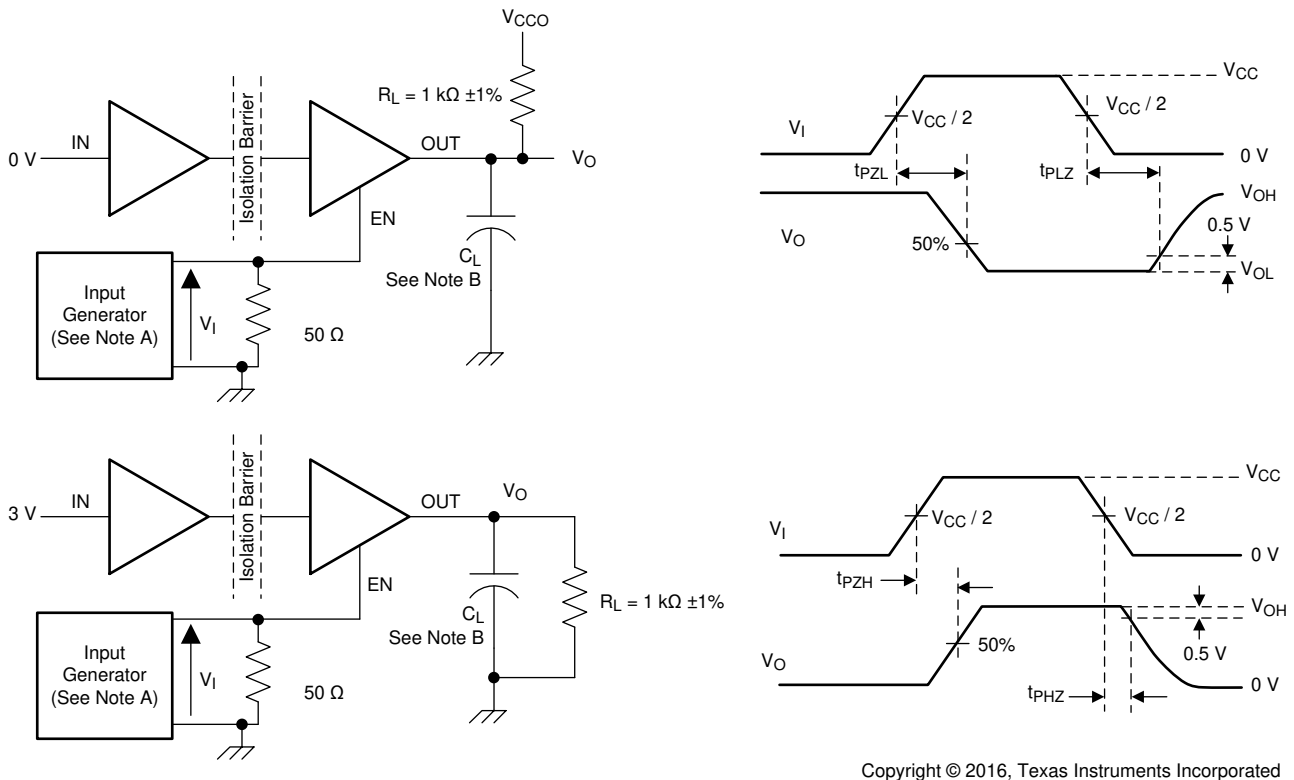 VCCO
RL = 1 kΩ ±1%
0 V
IN
Isolation Barrier
OUT
VO
EN
CL
See Note B
Input
Generator
(See Note A)
VI
50 Ω
VI
VCC / 2
VCC / 2
VCC
0 V
tPZL
tPLZ
VO
50%
VOH
0.5 V
VOL
3 V
IN
Isolation Barrier
OUT
VO
EN
CL
See Note B
RL = 1 kΩ ±1%
Input
Generator
(See Note A)
VI
50 Ω
VI
VCC / 2
VCC / 2
VCC
0 V
tPZH
VO
50%
VOH
0.5 V
tPHZ
0 V
Copyright © 2016, Texas Instruments Incorporated